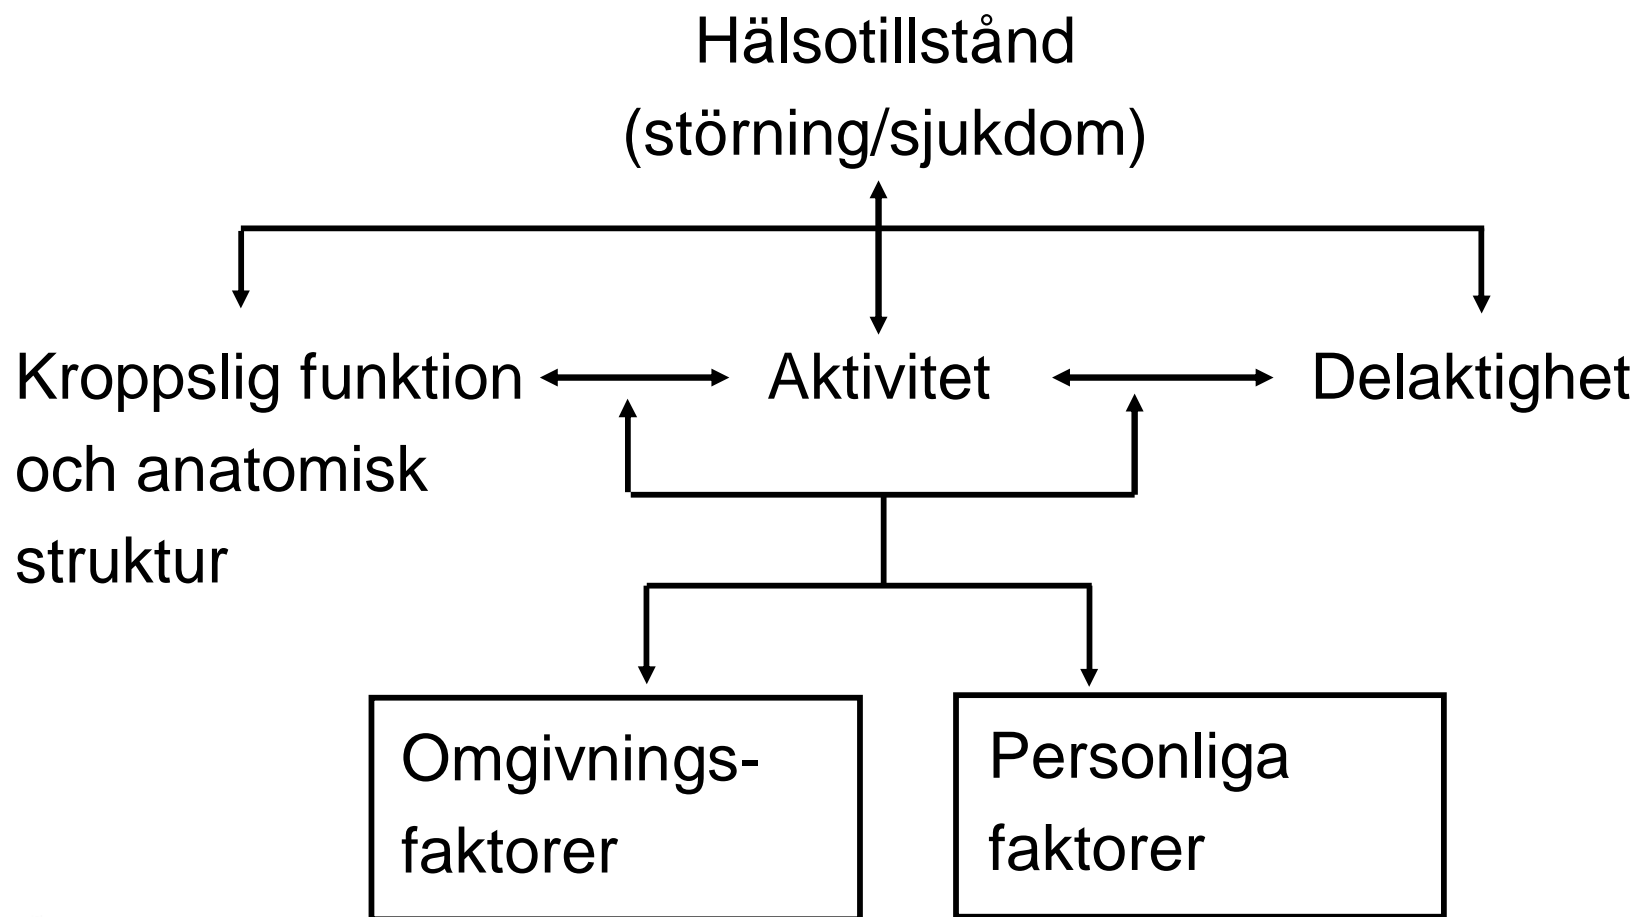 Hälsotillstånd
(störning/sjukdom)
Kroppslig funktion
och anatomisk
struktur
Aktivitet
Delaktighet
Omgivnings-
faktorer
Personliga
faktorer